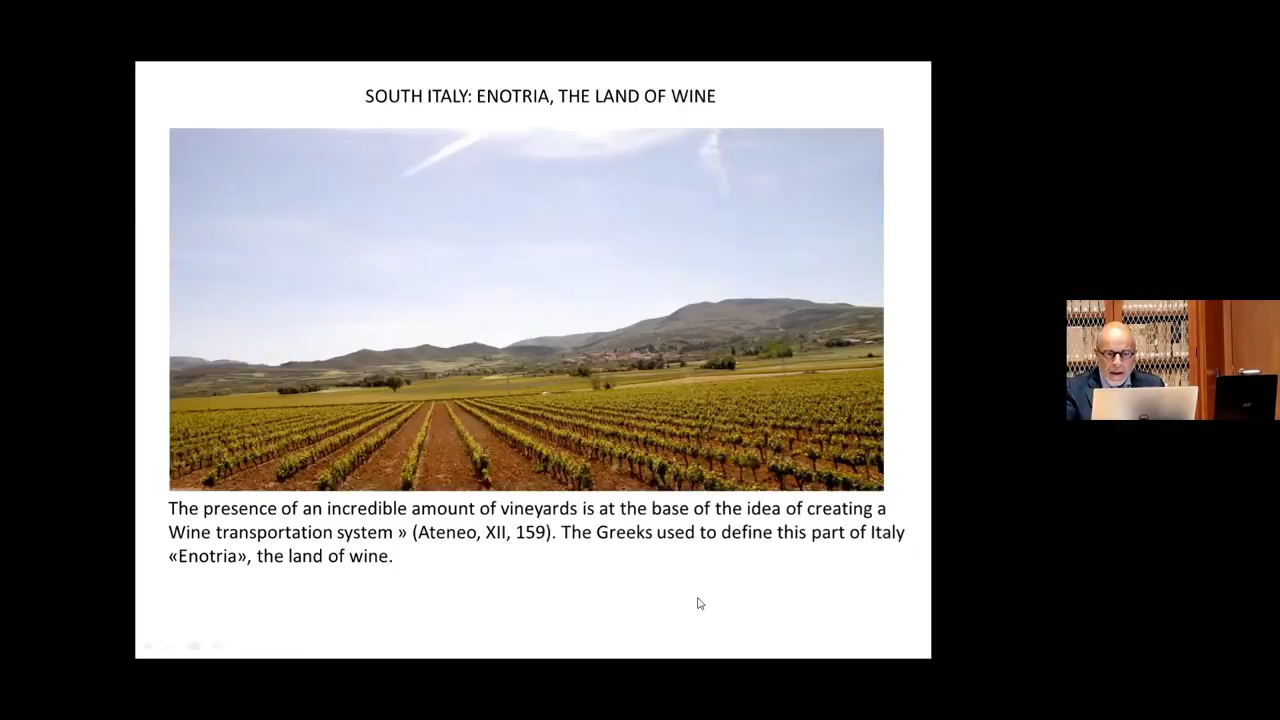 SOUTH ITALY: ENOTRIA, THE LAND OF WINE
The presence of an incredible amount of vineyards is at the base of the idea of creating a
Wine transportation system » (Ateneo, XII, 159). The Greeks used to define this part of Italy
«Enotria», the land of wine.